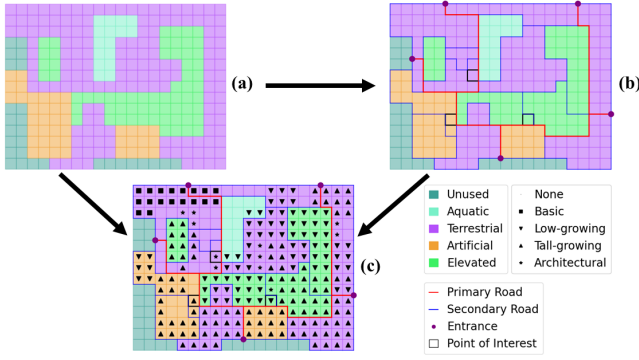 (a)
(b)
(c)
Unused
Aquatic
Terrestrial
Artificial
Elevated
None
Basic
Low-growing
Tall-growing
Architectural
Primary Road
Secondary Road
Entrance
Point of Interest